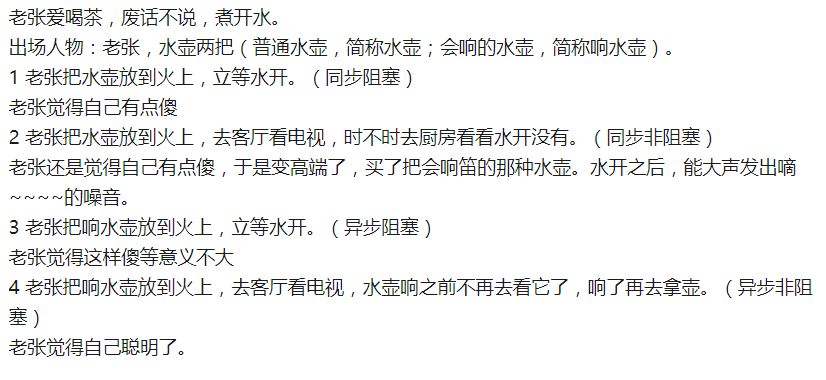 老张爱喝茶，废话不说，煮开水。
出场人物：老张，水壶两把（普通水壶，简称水壶；会响的水壶，简称响水壶）。
1 老张把水壶放到火上，立等水开。（同步阻塞）
老张觉得自己有点傻
2 老张把水壶放到火上，去客厅看电视，时不时去厨房看看水开没有。（同步非阻塞）
老张还是觉得自己有点傻，于是变高端了，买了把会响笛的那种水壶。水开之后，能大声发出嘀
~~~~的噪音。
3 老张把响水壶放到火上，立等水开。（异步阻塞）
老张觉得这样傻等意义不大
4 老张把响水壶放到火上，去客厅看电视，水壶响之前不再去看它了，响了再去拿壶。（异步非阻
塞）
老张觉得自己聪明了。